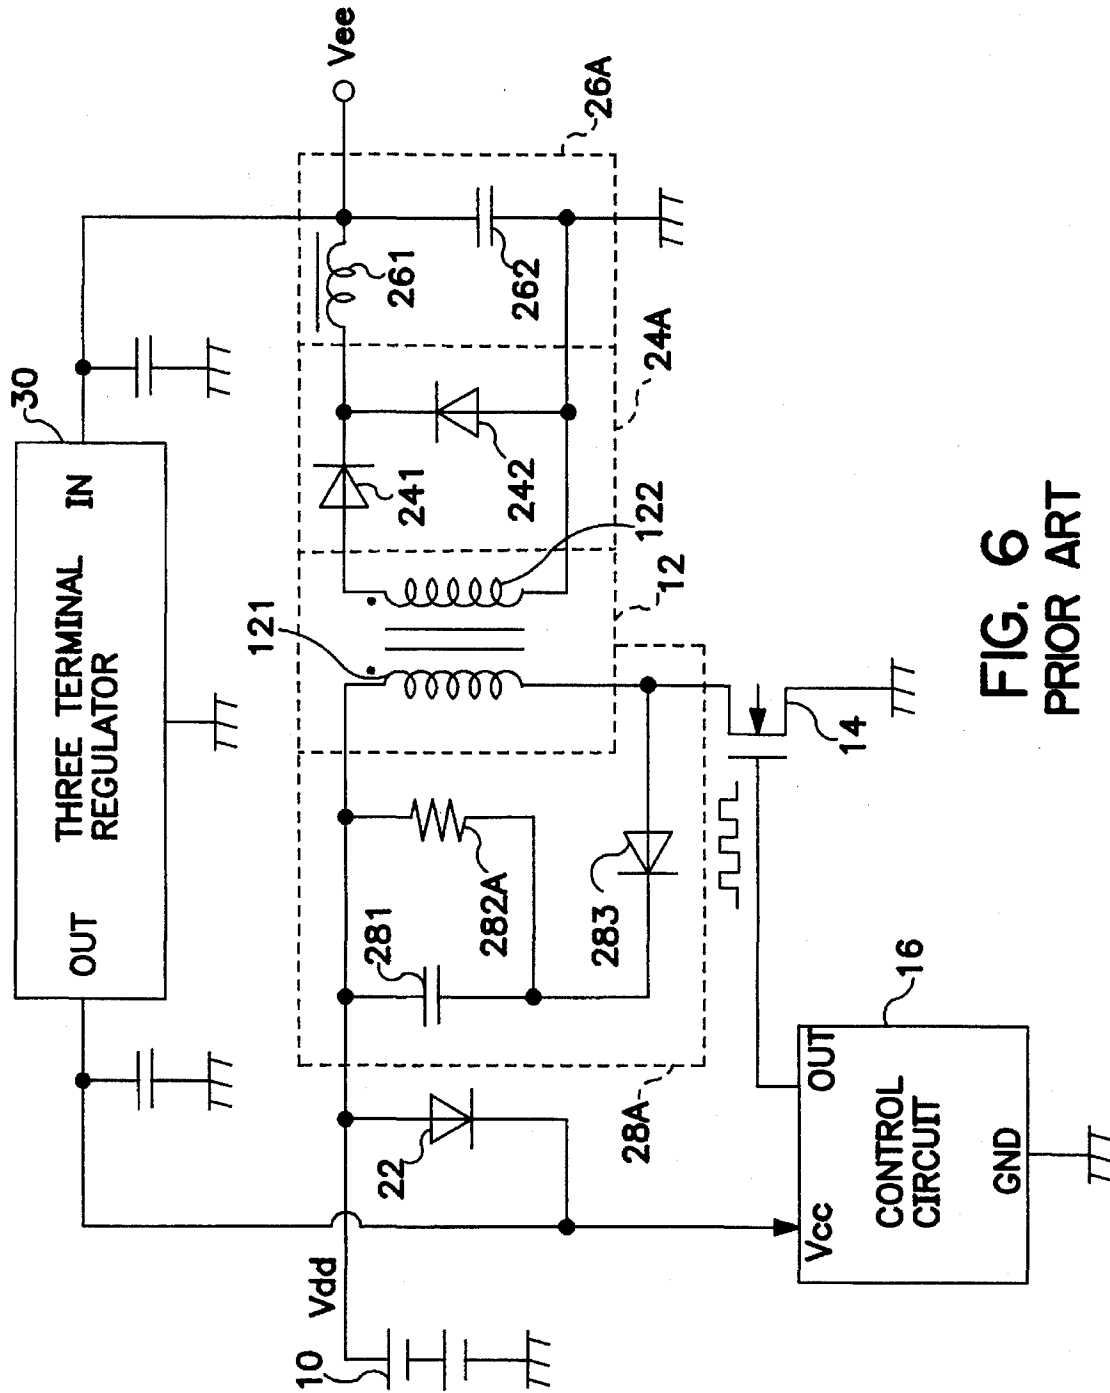 30
THREE TERMINAL
REGULATOR
OUT
IN
Vee
26A
261
262
24A
241
242
121
122
12
281
282A
283
28A
22
Vdd
10
14
16
OUT
Vcc
CONTROL
CIRCUIT
GND
FIG. 6
PRIOR ART